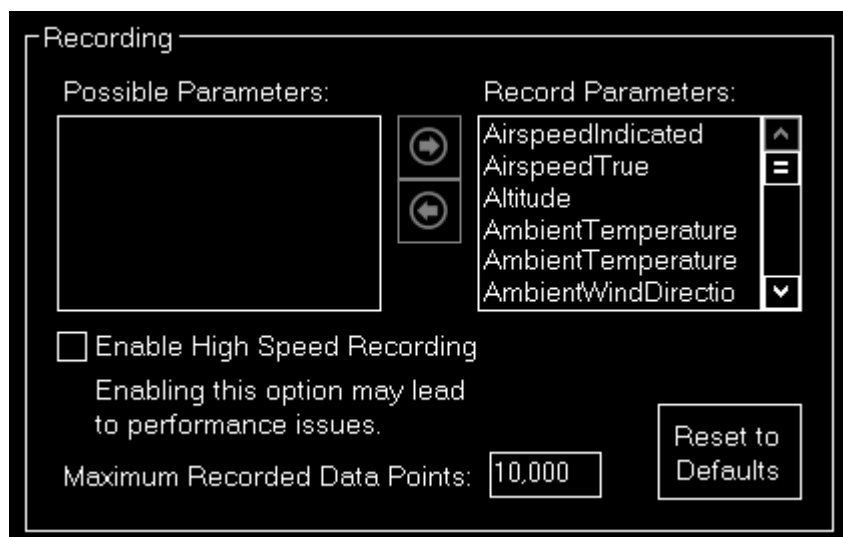 Recording
Possible Parameters:
Record Parameters:
AirspeedIndicated
AirspeedTrue
Altitude
AmbientTemperature
AmbientTemperature
AmbientWindDirectio
Enable High Speed Recording
Enabling this option may lead
to performance issues.
Maximum Recorded Data Points: 10,000
Reset to
Defaults